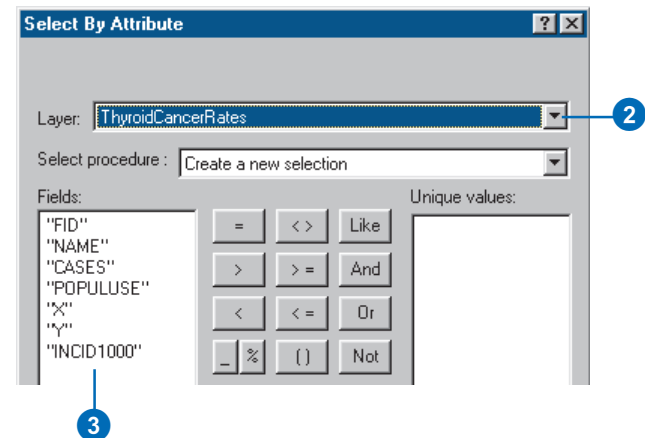 Select By Attribute ? ×
Layer: ThyroidCancerRates 2
Select procedure : Create a new selection
Fields: Unique values:
"FID"
"NAME"
"CASES"
"POPULUSE"
"X"
"Y"
"INCID1000"
= < > Like
> > = And
< < = Or
_ % ( ) Not
3